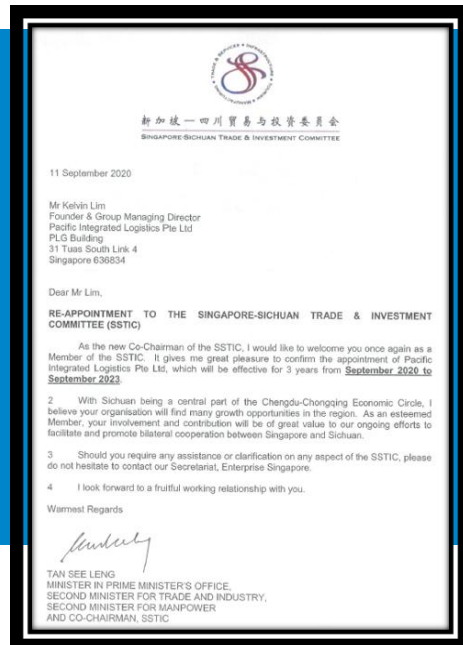 新加坡—四川贸易与投资委员会
SINGAPORE-SICHUAN TRADE & INVESTMENT COMMITTEE
11 September 2020
Mr Kelvin Lim
Founder & Group Managing Director
Pacific Integrated Logistics Pte Ltd
PLG Building
31 Tuas South Link 4
Singapore 636834
Dear Mr Lim,
RE-APPOINTMENT TO THE SINGAPORE-SICHUAN TRADE & INVESTMENT
COMMITTEE (SSTIC)
As the new Co-Chairman of the SSTIC, I would like to welcome you once again as a
Member of the SSTIC. It gives me great pleasure to confirm the appointment of Pacific
Integrated Logistics Pte Ltd, which will be effective for 3 years from September 2020 to
September 2023.
2 With Sichuan being a central part of the Chengdu-Chongqing Economic Circle, I
believe your organisation will find many growth opportunities in the region. As an esteemed
Member, your involvement and contribution will be of great value to our ongoing efforts to
facilitate and promote bilateral cooperation between Singapore and Sichuan.
3 Should you require any assistance or clarification on any aspect of the SSTIC, please
do not hesitate to contact our Secretariat, Enterprise Singapore.
4 I look forward to a fruitful working relationship with you.
Warmest Regards
TAN SEE LENG
MINISTER IN PRIME MINISTER'S OFFICE,
SECOND MINISTER FOR TRADE AND INDUSTRY,
SECOND MINISTER FOR MANPOWER
AND CO-CHAIRMAN, SSTIC